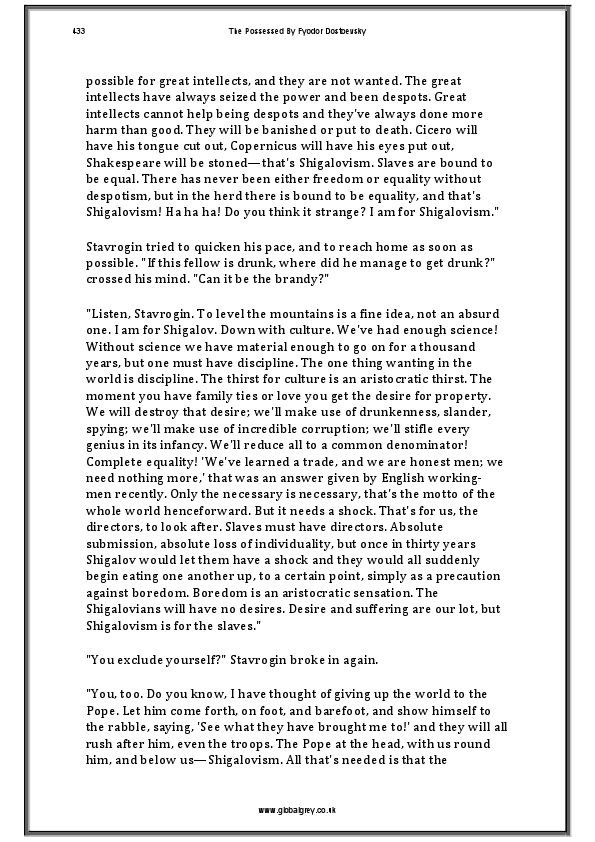 433
The Possessed By Fyodor Dostoevsky
possible for great intellects, and they are not wanted. The great
intellects have always seized the power and been despots. Great
intellects cannot help being despots and they've always done more
harm than good. They will be banished or put to death. Cicero will
have his tongue cut out, Copernicus will have his eyes put out,
Shakespeare will be stoned—that's Shigalovism. Slaves are bound to
be equal. There has never been either freedom or equality without
despotism, but in the herd there is bound to be equality, and that's
Shigalovism! Ha ha ha! Do you think it strange? I am for Shigalovism."
Stavrogin tried to quicken his pace, and to reach home as soon as
possible. "If this fellow is drunk, where did he manage to get drunk?"
crossed his mind. "Can it be the brandy?"
"Listen, Stavrogin. To level the mountains is a fine idea, not an absurd
one. I am for Shigalov. Down with culture. We've had enough science!
Without science we have material enough to go on for a thousand
years, but one must have discipline. The one thing wanting in the
world is discipline. The thirst for culture is an aristocratic thirst. The
moment you have family ties or love you get the desire for property.
We will destroy that desire; we'll make use of drunkenness, slander,
spying; we'll make use of incredible corruption; we'll stifle every
genius in its infancy. We'll reduce all to a common denominator!
Complete equality! 'We've learned a trade, and we are honest men; we
need nothing more,' that was an answer given by English working-
men recently. Only the necessary is necessary, that's the motto of the
whole world henceforward. But it needs a shock. That's for us, the
directors, to look after. Slaves must have directors. Absolute
submission, absolute loss of individuality, but once in thirty years
Shigalov would let them have a shock and they would all suddenly
begin eating one another up, to a certain point, simply as a precaution
against boredom. Boredom is an aristocratic sensation. The
Shigalovians will have no desires. Desire and suffering are our lot, but
Shigalovism is for the slaves."
"You exclude yourself?" Stavrogin broke in again.
"You, too. Do you know, I have thought of giving up the world to the
Pope. Let him come forth, on foot, and barefoot, and show himself to
the rabble, saying, 'See what they have brought me to!' and they will all
rush after him, even the troops. The Pope at the head, with us round
him, and below us—Shigalovism. All that's needed is that the
www.globalgrey.co.uk